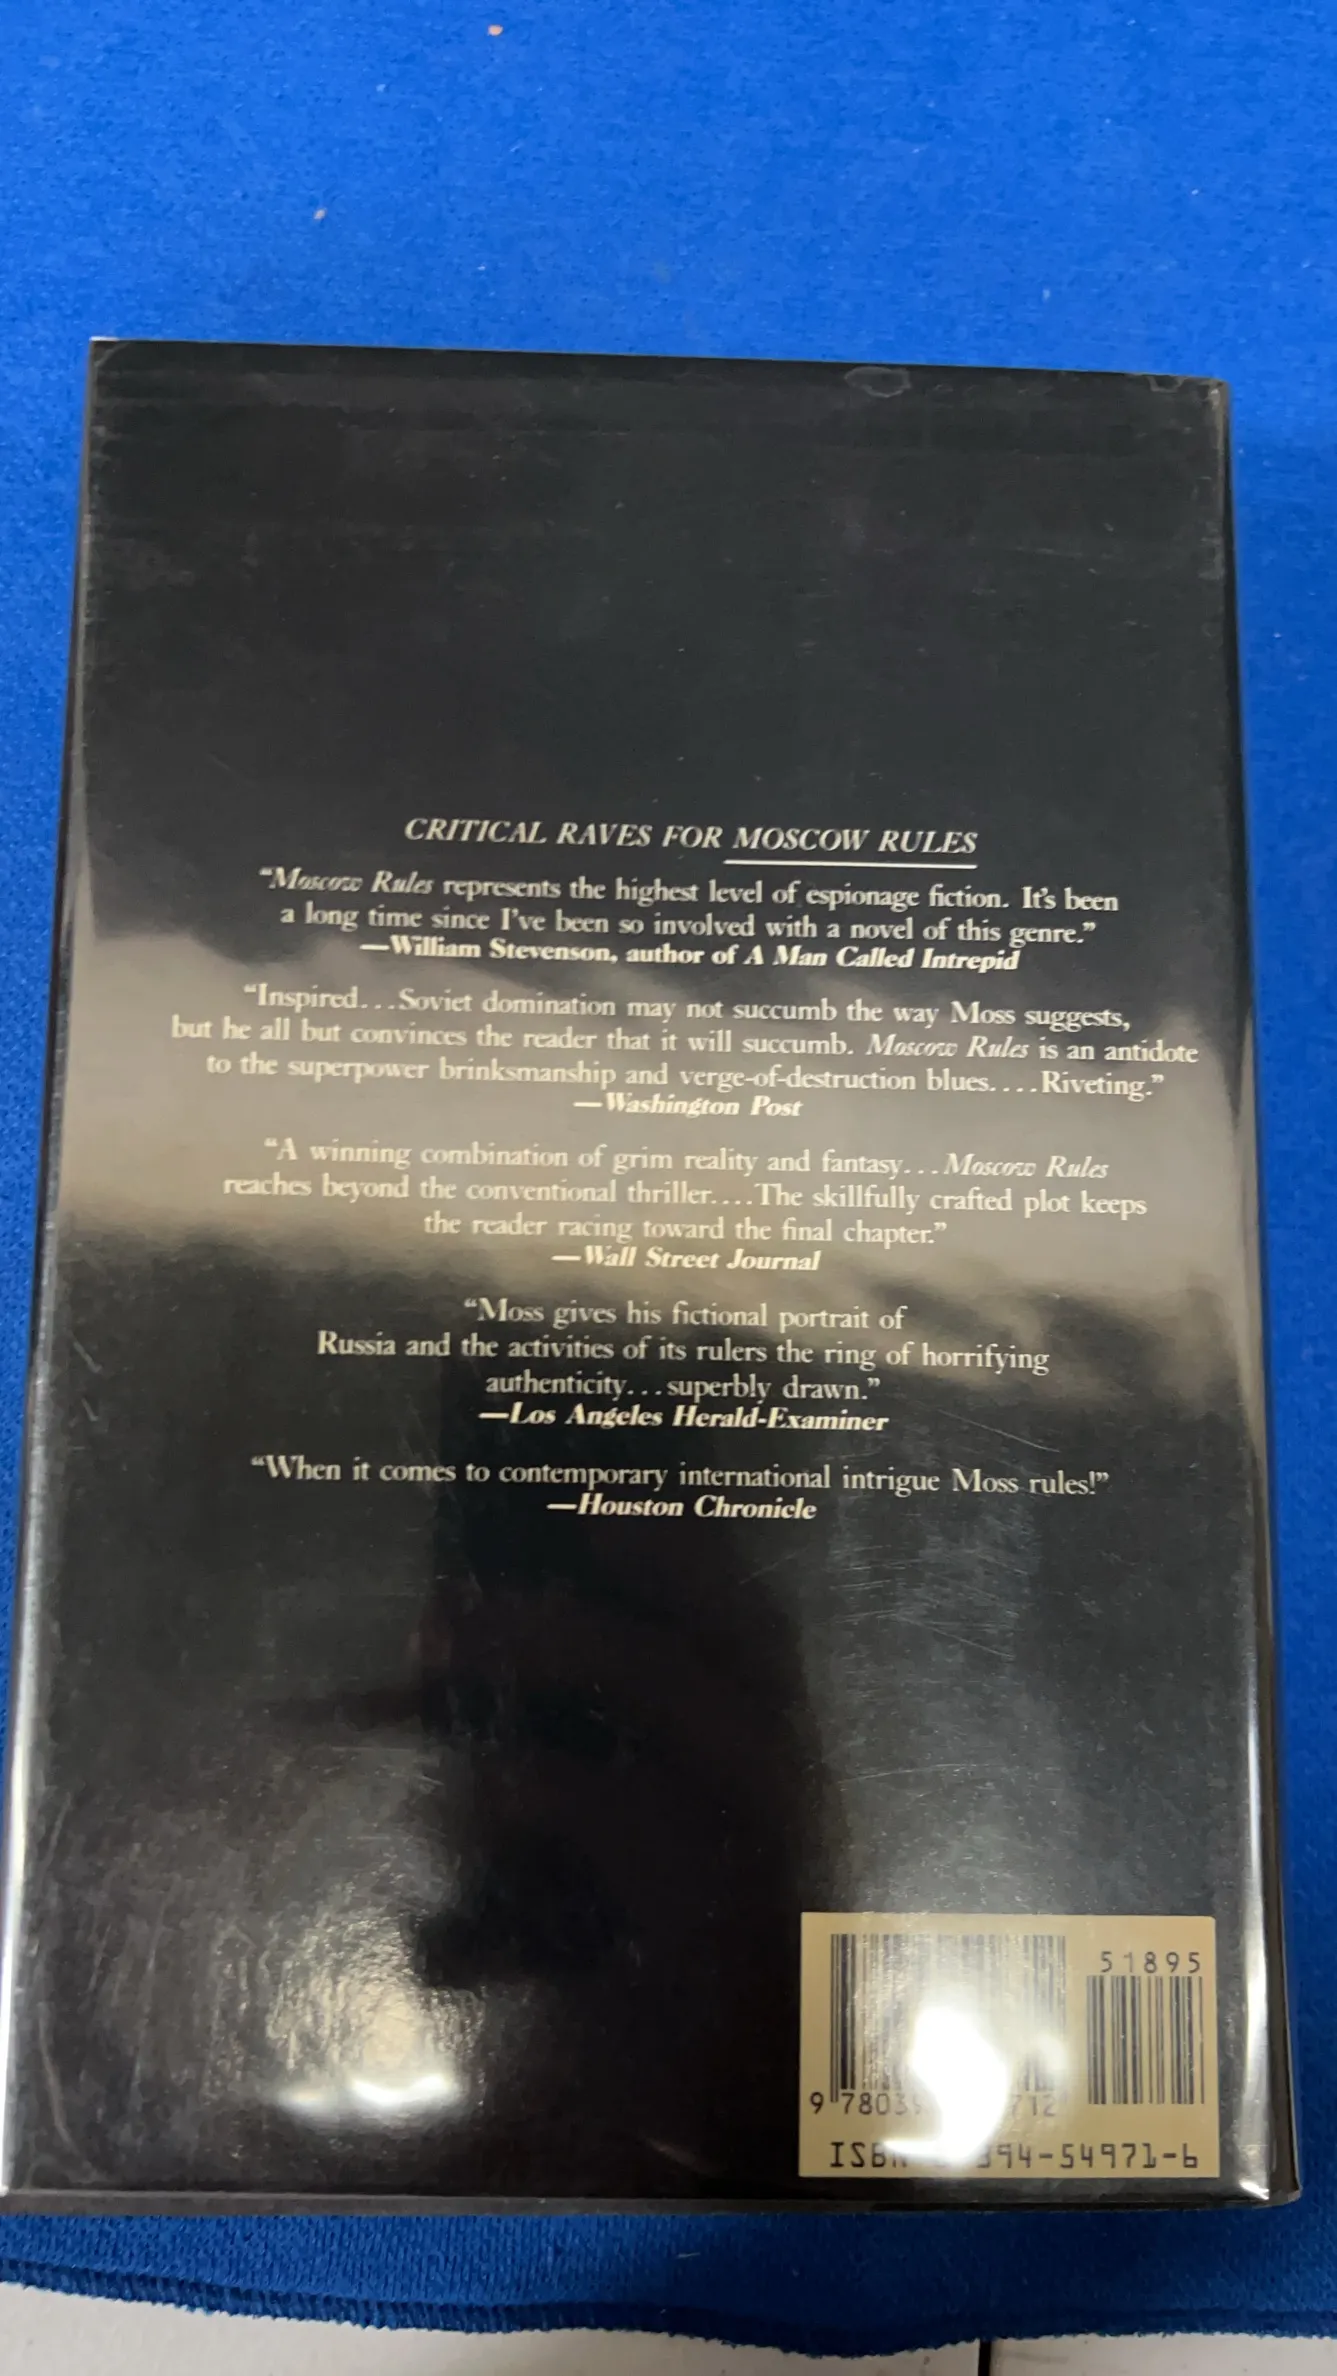 CRITICAL RAVES FOR MOSCOW RULES
“Moscow Rules represents the highest level of espionage fiction. It’s been
a long time since I’ve been so involved with a novel of this genre.”
—William Stevenson, author of A Man Called Intrepid
“Inspired...Soviet domination may not succumb the way Moss suggests,
but he all but convinces the reader that it will succumb. Moscow Rules is an antidote
to the superpower brinksmanship and verge-of-destruction blues....Riveting.”
—Washington Post
“A winning combination of grim reality and fantasy...Moscow Rules
reaches beyond the conventional thriller....The skillfully crafted plot keeps
the reader racing toward the final chapter.”
—Wall Street Journal
“Moss gives his fictional portrait of
Russia and the activities of its rulers the ring of horrifying
authenticity...superbly drawn.”
—Los Angeles Herald-Examiner
“When it comes to contemporary international intrigue Moss rules!”
—Houston Chronicle
51895
9 78039 712
ISBN 394-54971-6